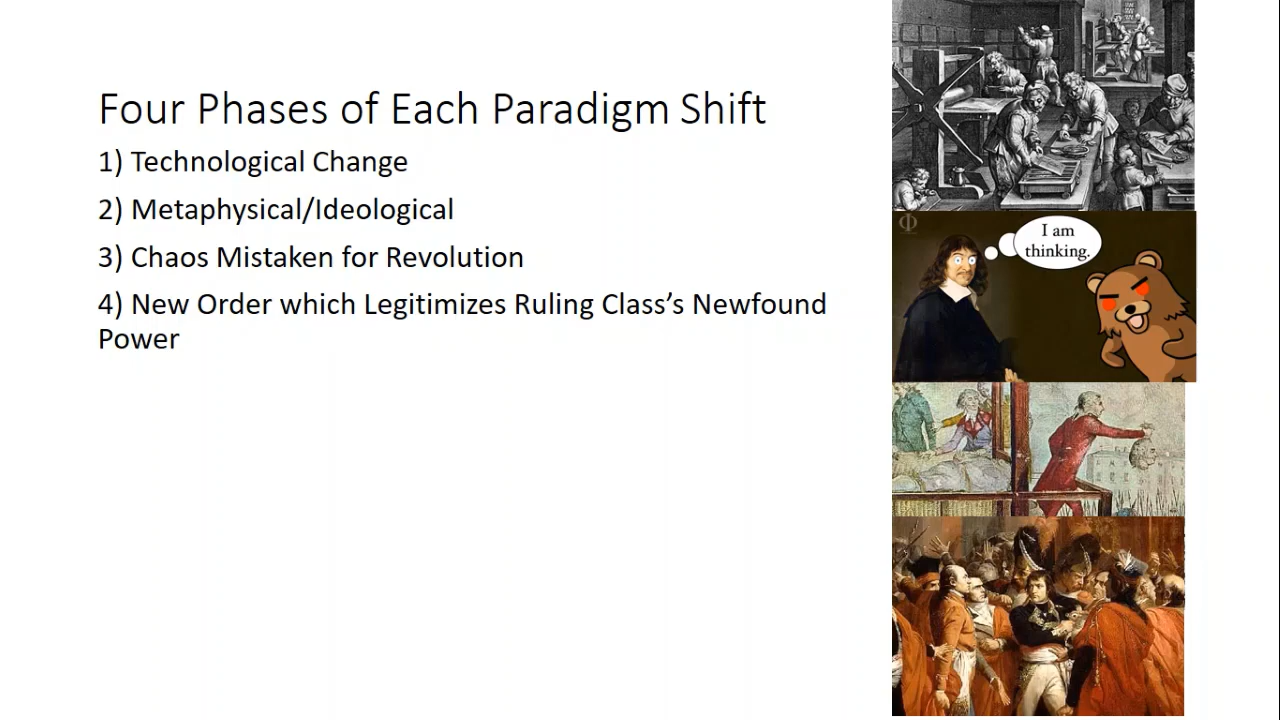 Four Phases of Each Paradigm Shift
1) Technological Change
2) Metaphysical/Ideological
3) Chaos Mistaken for Revolution
4) New Order which Legitimizes Ruling Class’s Newfound
Power
Φ
I am
thinking.